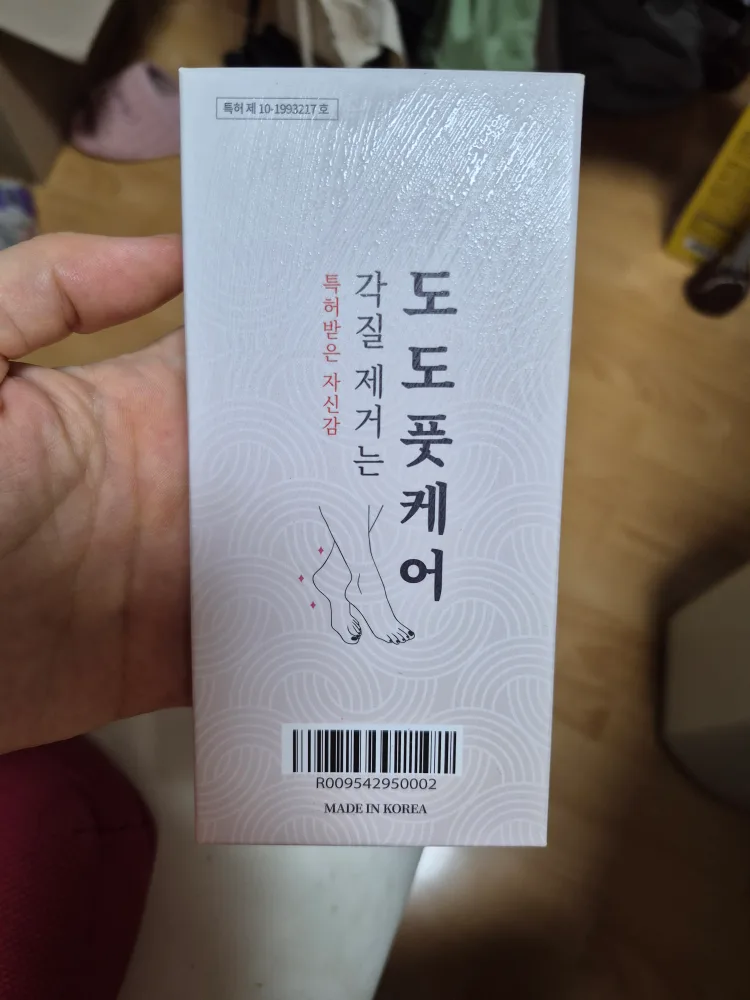 특허 제 10-1993217 호
각질 제거는
도도풋케어
특허받은 자신감
R009542950002
MADE IN KOREA